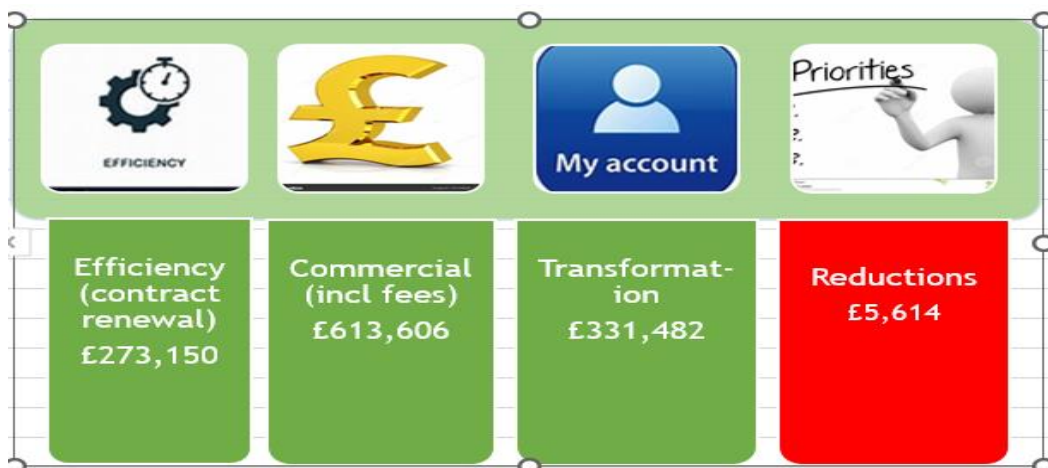 EFFICIENCY
My account
Priorities
?.
?.
?.
Efficiency
(contract
renewal)
£273,150
Commercial
(incl fees)
£613,606
Transformat-
ion
£331,482
Reductions
£5,614